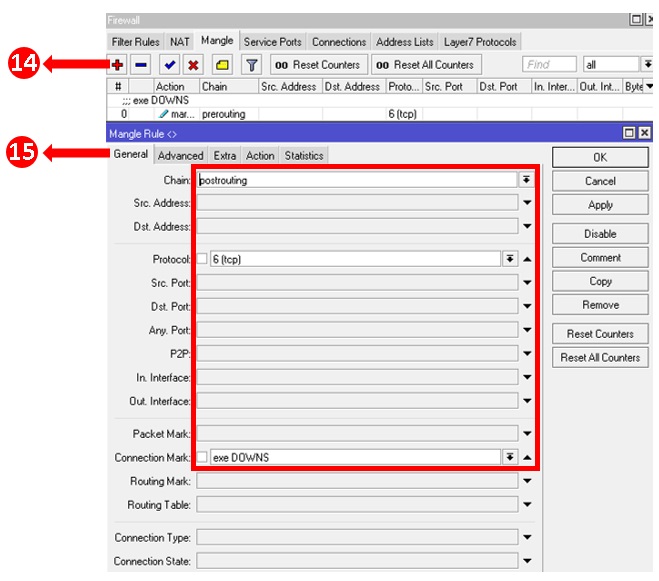 Firewall
Filter Rules NAT Mangle Service Ports Connections Address Lists Layer7 Protocols
14 00 Reset Counters 00 Reset All Counters Find all
# Action Chain Src. Address Dst. Address Proto... Src. Port Dst. Port In. Inter... Out. Int... Byte
;;; exe DOWNS
0 mar... prerouting 6 (tcp)
Mangle Rule <>
15 General Advanced Extra Action Statistics
OK
Chain: postrouting
Cancel
Src. Address:
Apply
Dst. Address:
Disable
Protocol: 6 (tcp)
Comment
Src. Port:
Copy
Dst. Port:
Remove
Any. Port:
Reset Counters
P2P:
Reset All Counters
In. Interface:
Out. Interface:
Packet Mark:
Connection Mark: exe DOWNS
Routing Mark:
Routing Table:
Connection Type:
Connection State: